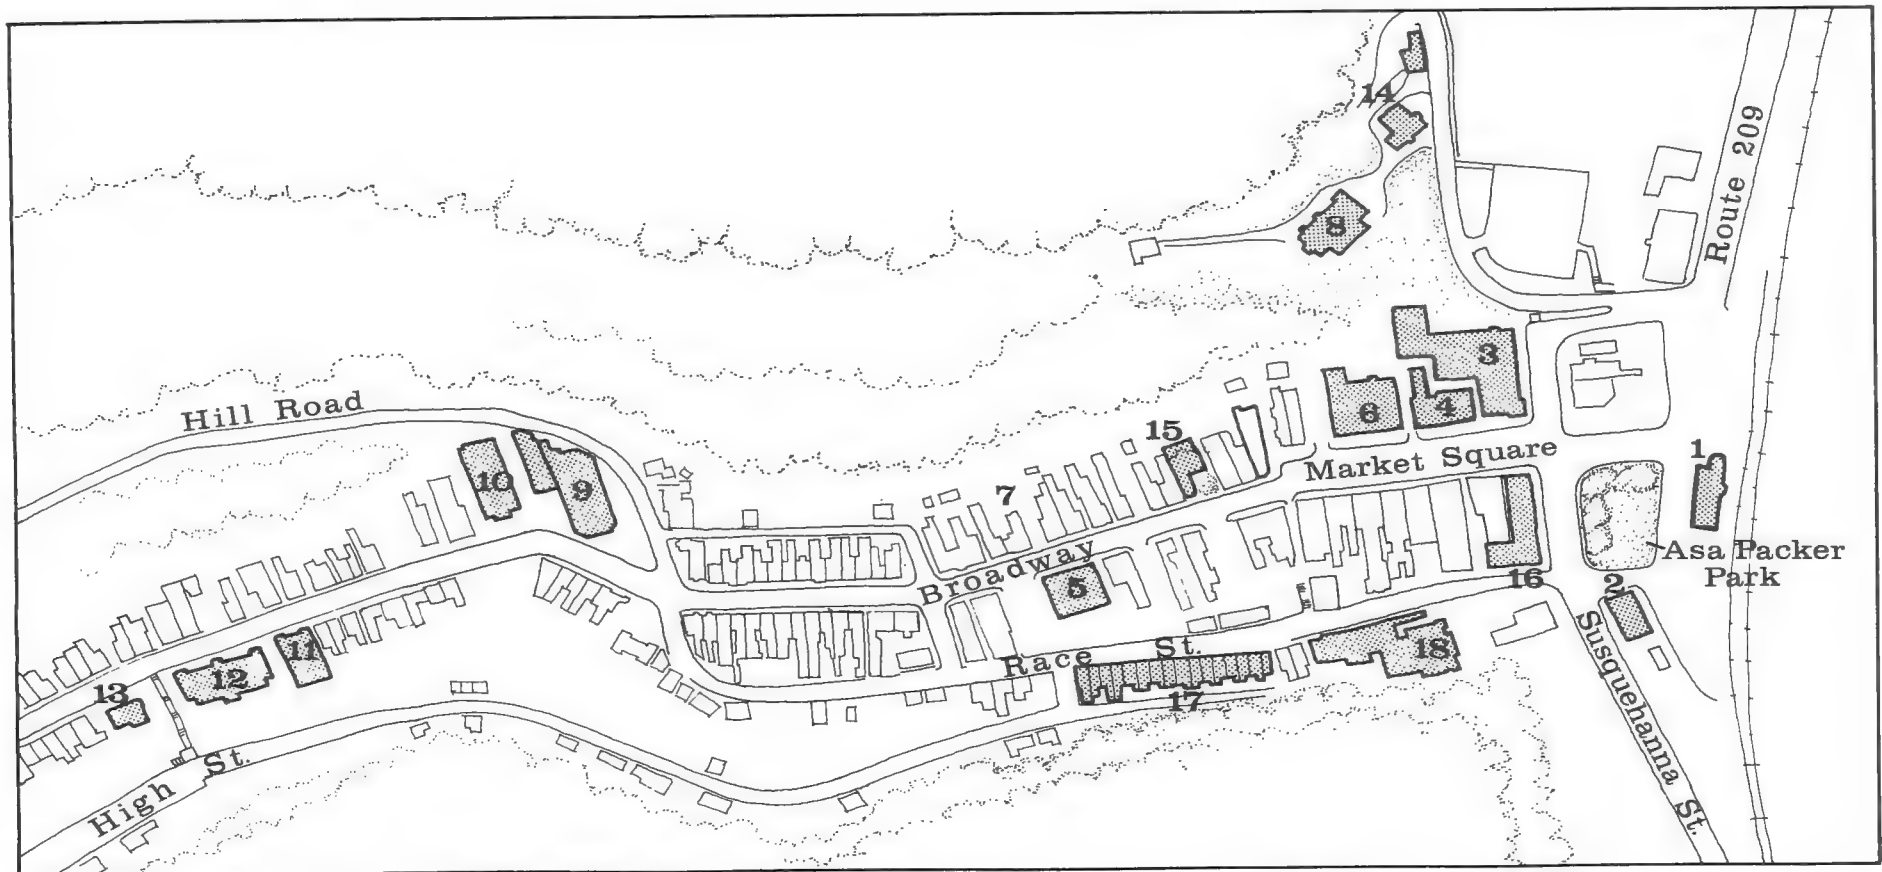 14
Route 209
8
3
Hill Road
6
4
15
Market Square
1
10
9
7
Asa Packer
Park
Broadway
5
16
2
Susquehanna St.
Race St.
18
11
12
13
17
High St.